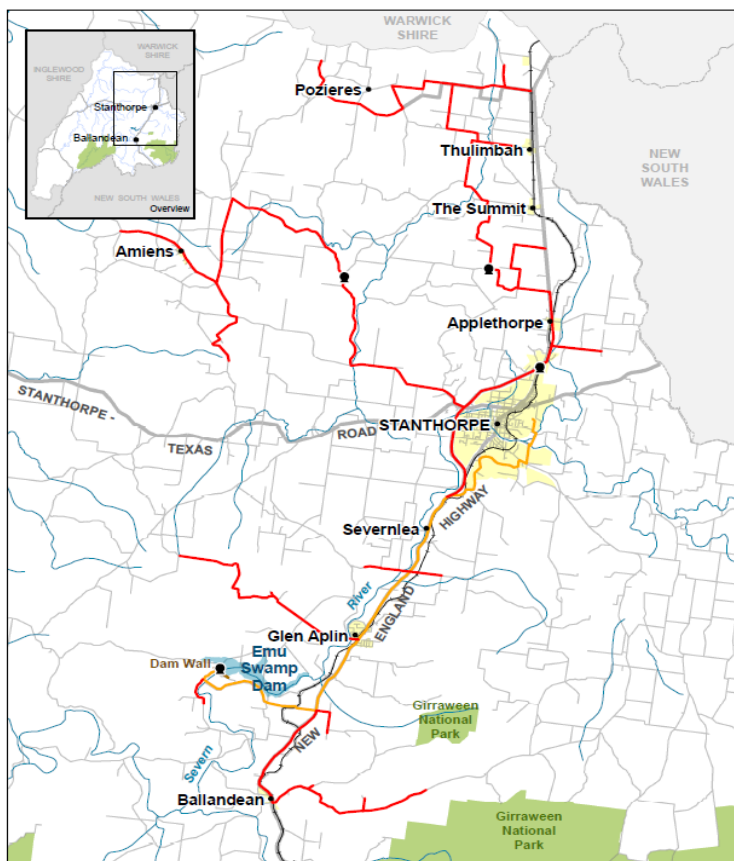 WARWICK
SHIRE
INGLEWOOD
SHIRE
WARWICK
SHIRE
Stanthorpe
Ballandean
NEW SOUTH WALES
Overview
Pozieres
Thulimbah
NEW
SOUTH
WALES
The Summit
Amiens
Applethorpe
STANTHORPE -
TEXAS
ROAD
STANTHORPE
HIGHWAY
Severnlea
River
ENGLAND
Glen Aplin
Dam Wall
Emu
Swamp
Dam
Girraween
National
Park
NEW
Severn
Ballandean
Girraween
National Park